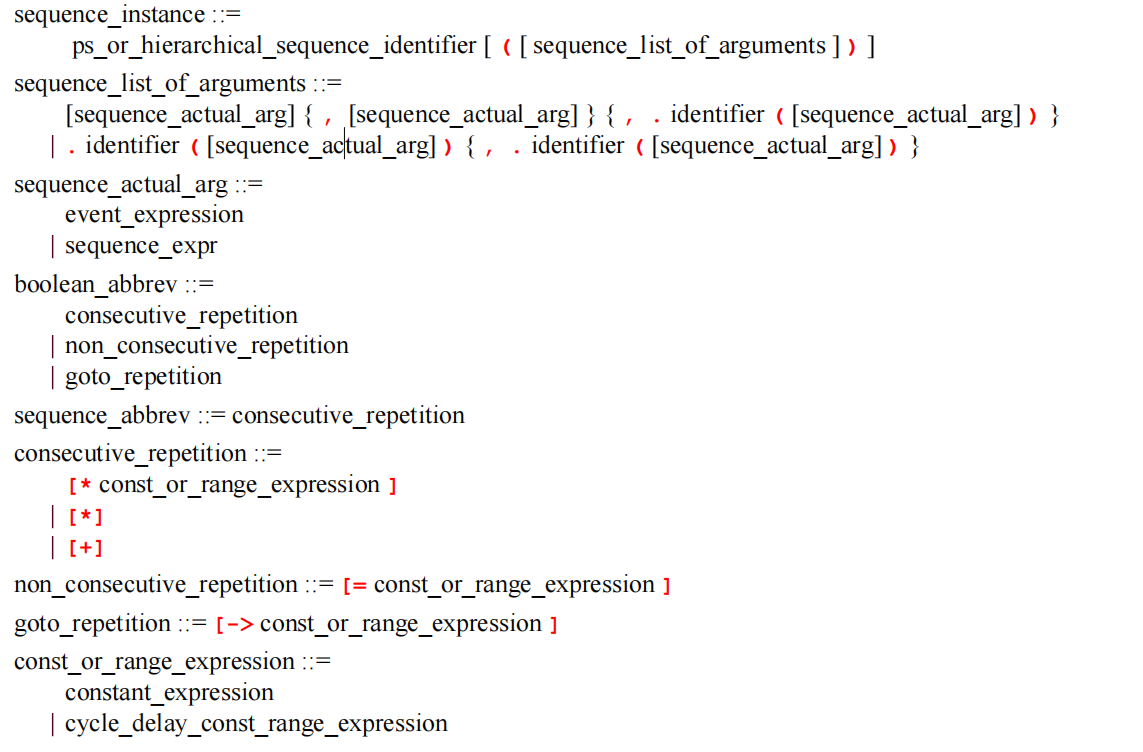 sequence_instance ::=
ps_or_hierarchical_sequence_identifier [ ( [ sequence_list_of_arguments ] ) ]
sequence_list_of_arguments ::=
[sequence_actual_arg] { , [sequence_actual_arg] } { , . identifier ( [sequence_actual_arg] ) }
| . identifier ( [sequence_actual_arg] ) { , . identifier ( [sequence_actual_arg] ) }
sequence_actual_arg ::=
event_expression
| sequence_expr
boolean_abbrev ::=
consecutive_repetition
| non_consecutive_repetition
| goto_repetition
sequence_abbrev ::= consecutive_repetition
consecutive_repetition ::=
[* const_or_range_expression ]
| [*]
| [+]
non_consecutive_repetition ::= [= const_or_range_expression ]
goto_repetition ::= [-> const_or_range_expression ]
const_or_range_expression ::=
constant_expression
| cycle_delay_const_range_expression